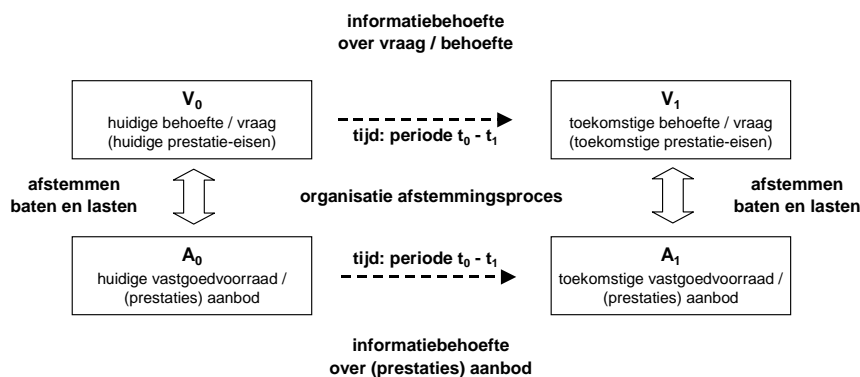 informatiebehoefte
over vraag / behoefte
V₀
huidige behoefte / vraag
(huidige prestatie-eisen)
tijd: periode t₀ - t₁
V₁
toekomstige behoefte / vraag
(toekomstige prestatie-eisen)
afstemmen
baten en lasten
organisatie afstemmingsproces
afstemmen
baten en lasten
A₀
huidige vastgoedvoorraad /
(prestaties) aanbod
tijd: periode t₀ - t₁
A₁
toekomstige vastgoedvoorraad /
(prestaties) aanbod
informatiebehoefte
over (prestaties) aanbod